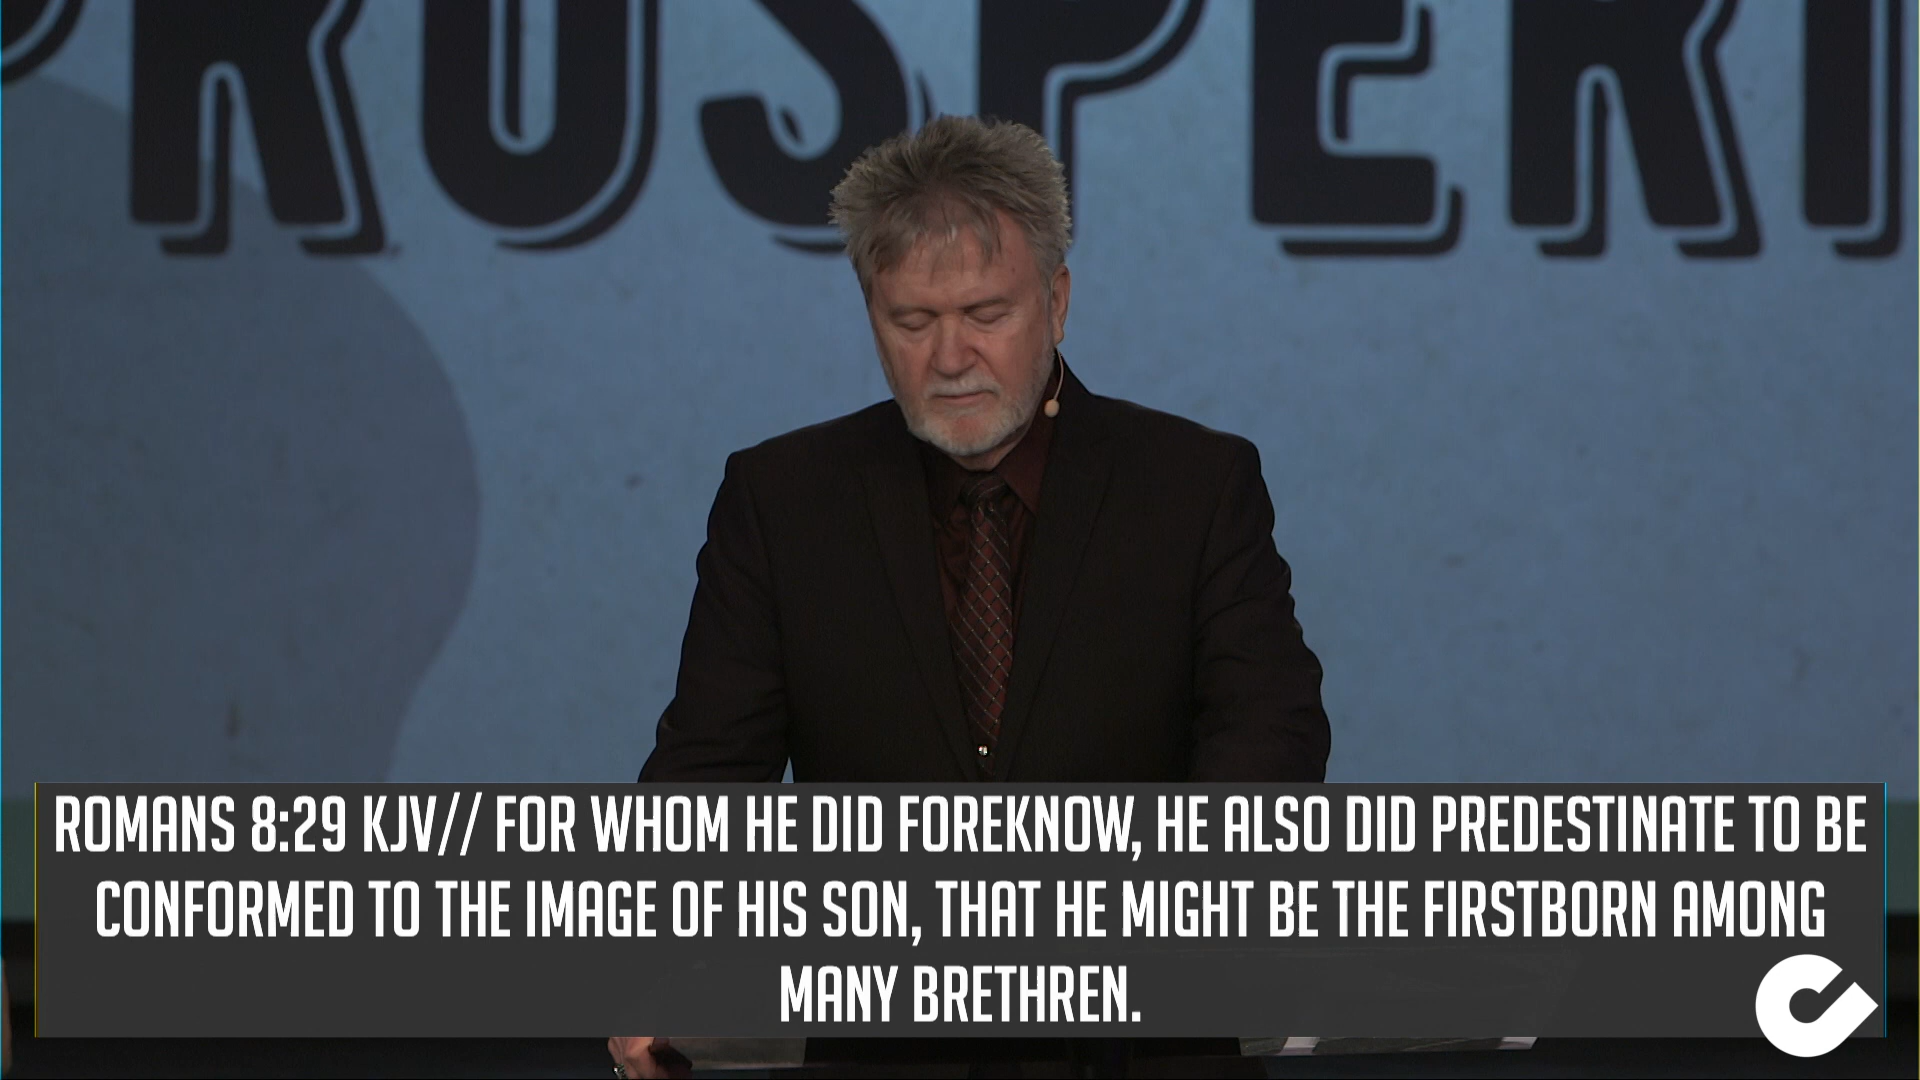 PROSPERI
ROMANS 8:29 KJV// FOR WHOM HE DID FOREKNOW, HE ALSO DID PREDESTINATE TO BE
CONFORMED TO THE IMAGE OF HIS SON, THAT HE MIGHT BE THE FIRSTBORN AMONG
MANY BRETHREN.